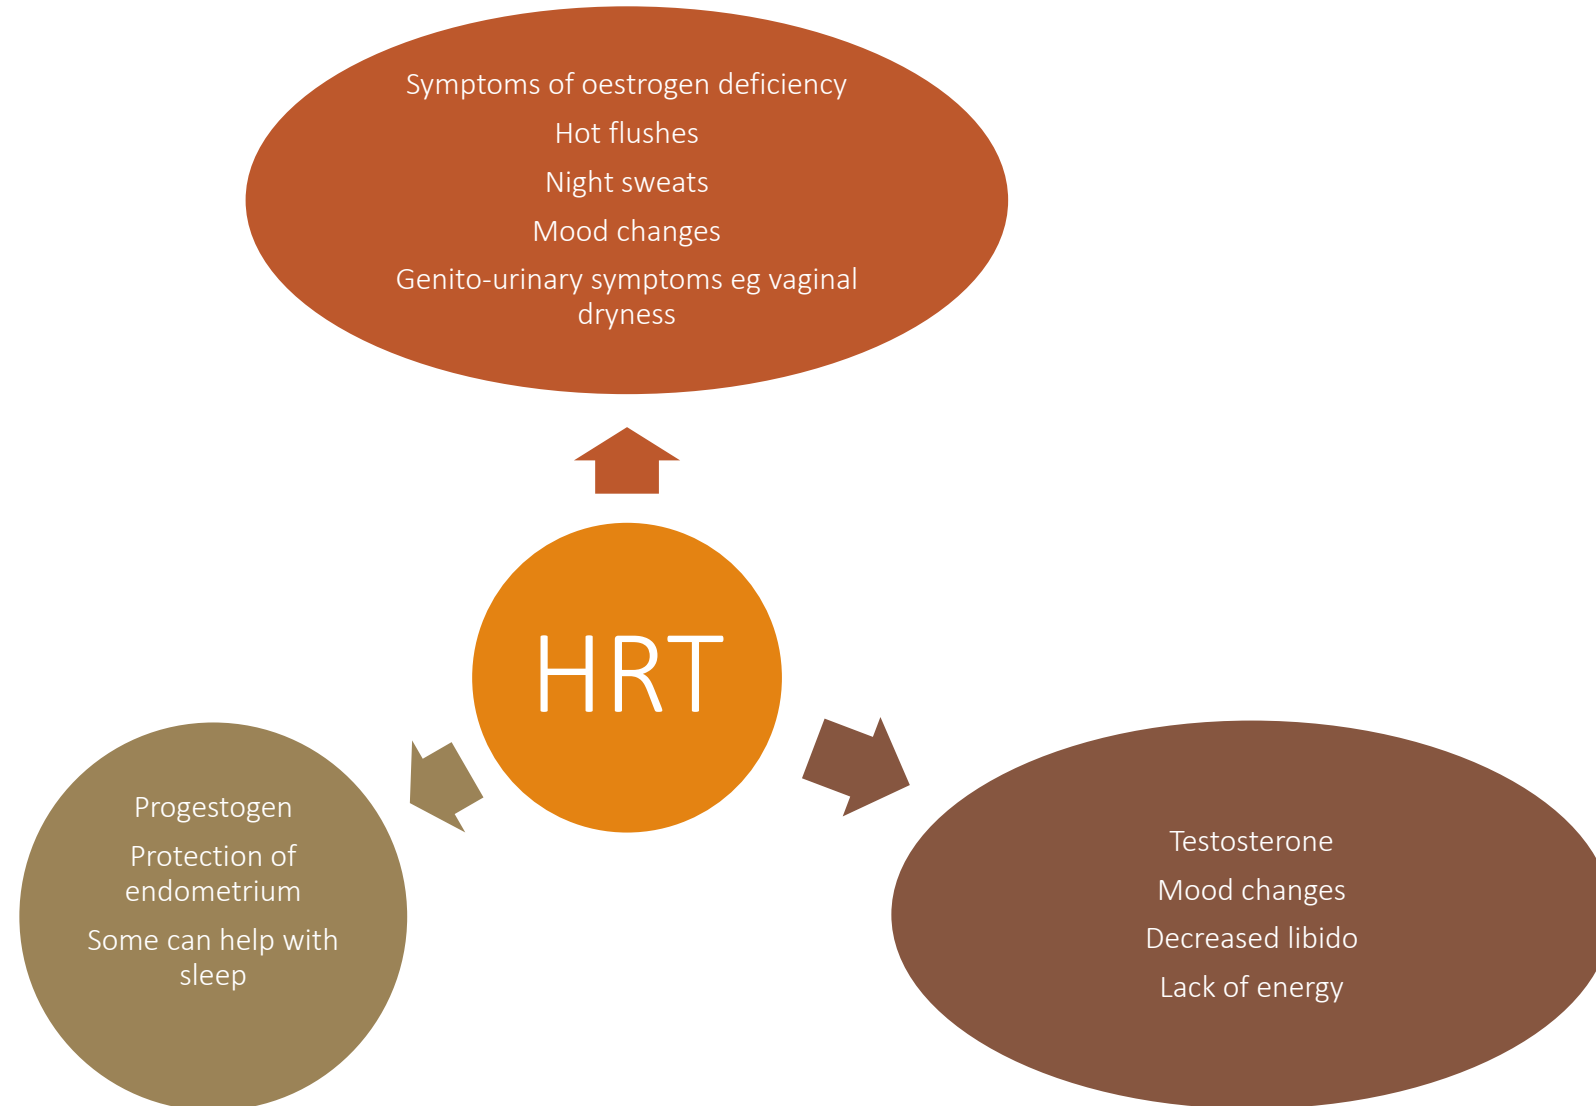 Symptoms of oestrogen deficiency
Hot flushes
Night sweats
Mood changes
Genito-urinary symptoms eg vaginal
dryness
HRT
Progestogen
Protection of
endometrium
Some can help with
sleep
Testosterone
Mood changes
Decreased libido
Lack of energy